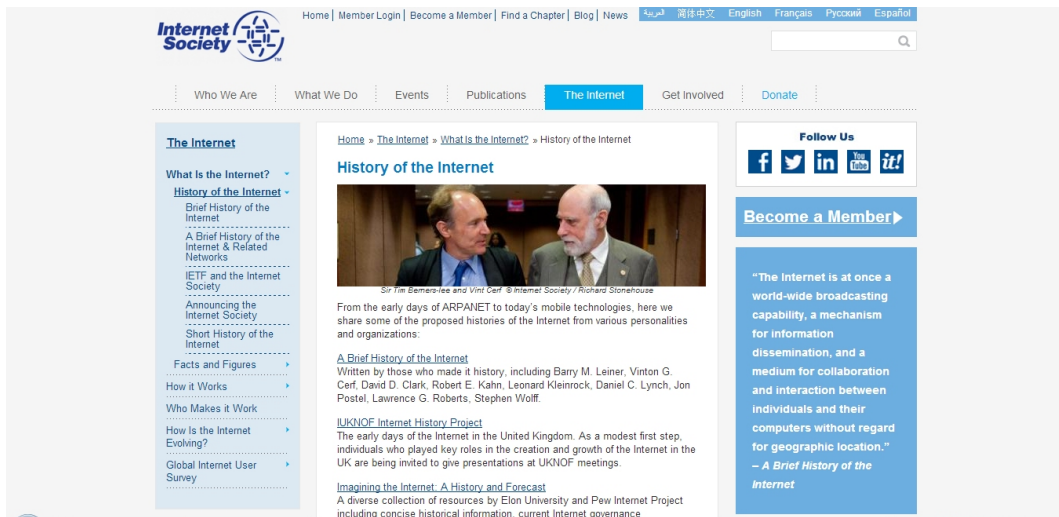 Home | Member Login | Become a Member | Find a Chapter | Blog | News
العربية 简体中文 English Français Русский Español
Internet
Society
TM
Who We Are What We Do Events Publications The Internet Get Involved Donate
The Internet
What Is the Internet?
History of the Internet
Brief History of the
Internet
A Brief History of the
Internet & Related
Networks
IETF and the Internet
Society
Announcing the
Internet Society
Short History of the
Internet
Facts and Figures
How it Works
Who Makes it Work
How Is the Internet
Evolving?
Global Internet User
Survey
Home » The Internet » What Is the Internet? » History of the Internet
History of the Internet
Sir Tim Berners-lee and Vint Cerf © Internet Society / Richard Stonehouse
From the early days of ARPANET to today's mobile technologies, here we
share some of the proposed histories of the Internet from various personalities
and organizations:
A Brief History of the Internet
Written by those who made it history, including Barry M. Leiner, Vinton G.
Cerf, David D. Clark, Robert E. Kahn, Leonard Kleinrock, Daniel C. Lynch, Jon
Postel, Lawrence G. Roberts, Stephen Wolff.
IUKNOF Internet History Project
The early days of the Internet in the United Kingdom. As a modest first step,
individuals who played key roles in the creation and growth of the Internet in the
UK are being invited to give presentations at UKNOF meetings.
Imagining the Internet: A History and Forecast
A diverse collection of resources by Elon University and Pew Internet Project
including concise historical information, current Internet governance
Follow Us
f in You Tube it!
Become a Member
“The Internet is at once a
world-wide broadcasting
capability, a mechanism
for information
dissemination, and a
medium for collaboration
and interaction between
individuals and their
computers without regard
for geographic location.”
– A Brief History of the
Internet